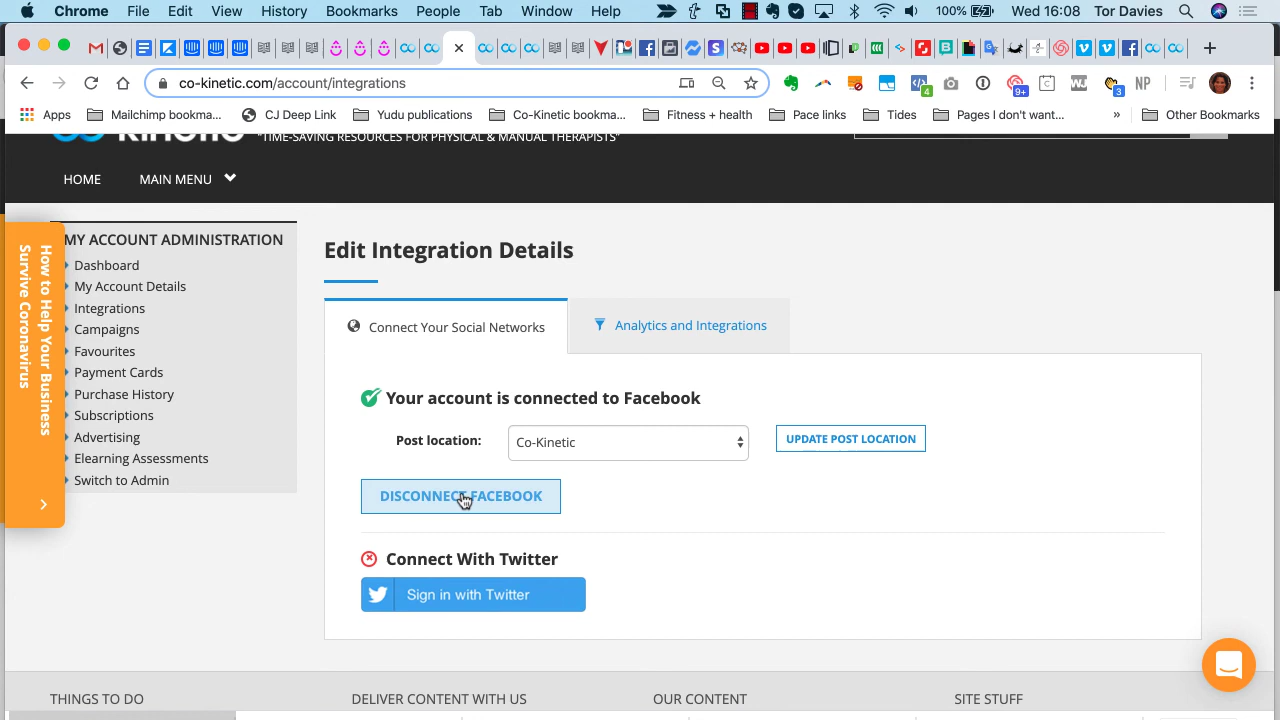 Chrome File Edit View History Bookmarks People Tab Window Help 100% Wed 16:08 Tor Davies
co-kinetic.com/account/integrations
4 9+ WJ 3 NP
Apps Mailchimp bookma... CJ Deep Link Yudu publications Co-Kinetic bookma... Fitness + health Pace links Tides Pages I don't want... » Other Bookmarks
"TIME-SAVING RESOURCES FOR PHYSICAL & MANUAL THERAPISTS"
HOME MAIN MENU
How to Help Your Business
Survive Coronavirus
MY ACCOUNT ADMINISTRATION
Dashboard
My Account Details
Integrations
Campaigns
Favourites
Payment Cards
Purchase History
Subscriptions
Advertising
Elearning Assessments
Switch to Admin
Edit Integration Details
Connect Your Social Networks Analytics and Integrations
Your account is connected to Facebook
Post location: Co-Kinetic UPDATE POST LOCATION
DISCONNECT FACEBOOK
Connect With Twitter
Sign in with Twitter
THINGS TO DO DELIVER CONTENT WITH US OUR CONTENT SITE STUFF